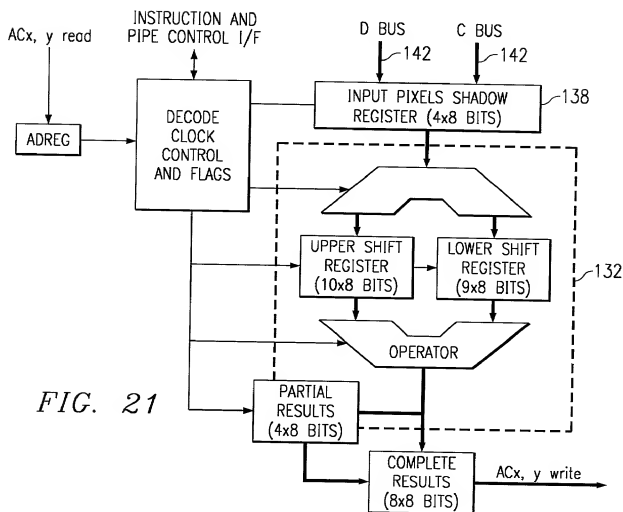 INSTRUCTION AND
PIPE CONTROL I/F
D BUS
C BUS
142
142
ACx, y read
ADREG
DECODE
CLOCK
CONTROL
AND FLAGS
INPUT PIXELS SHADOW
REGISTER (4x8 BITS)
138
UPPER SHIFT
REGISTER
(10x8 BITS)
LOWER SHIFT
REGISTER
(9x8 BITS)
132
OPERATOR
FIG. 21
PARTIAL
RESULTS
(4x8 BITS)
COMPLETE
RESULTS
(8x8 BITS)
ACx, y write